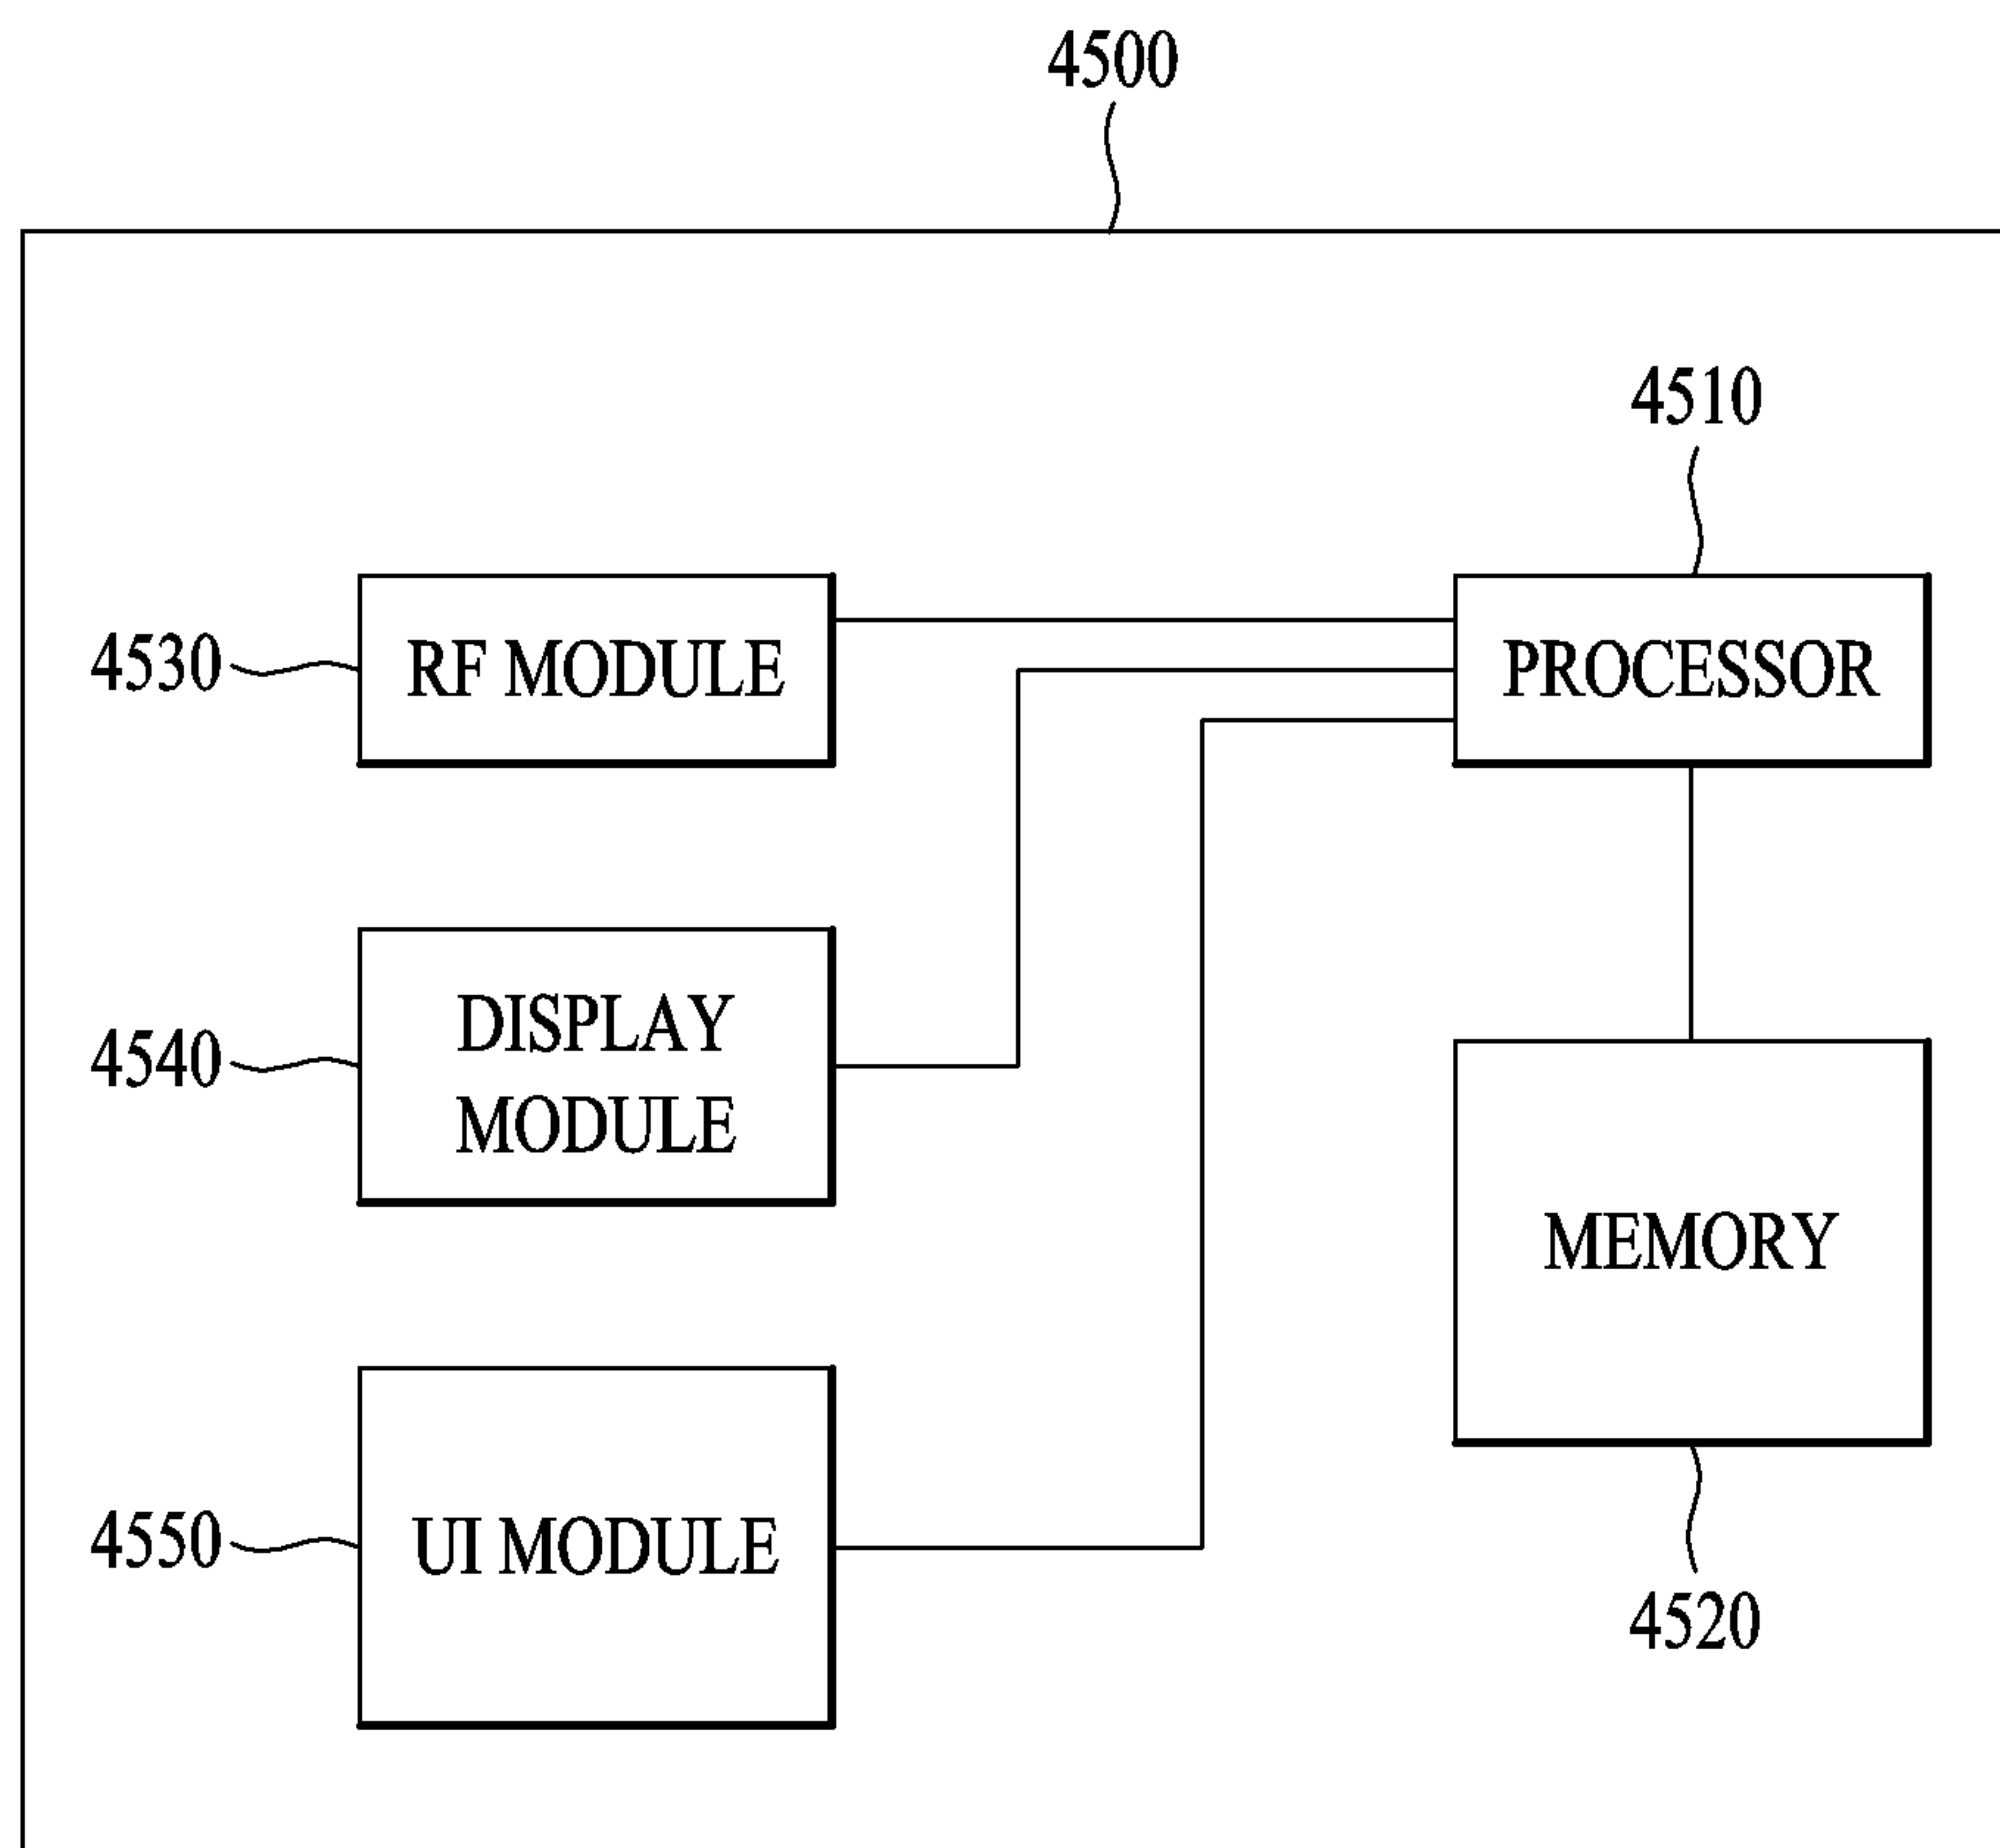 4500
4510
4530
RF MODULE
PROCESSOR
4540
DISPLAY
MODULE
MEMORY
4550
UI MODULE
4520